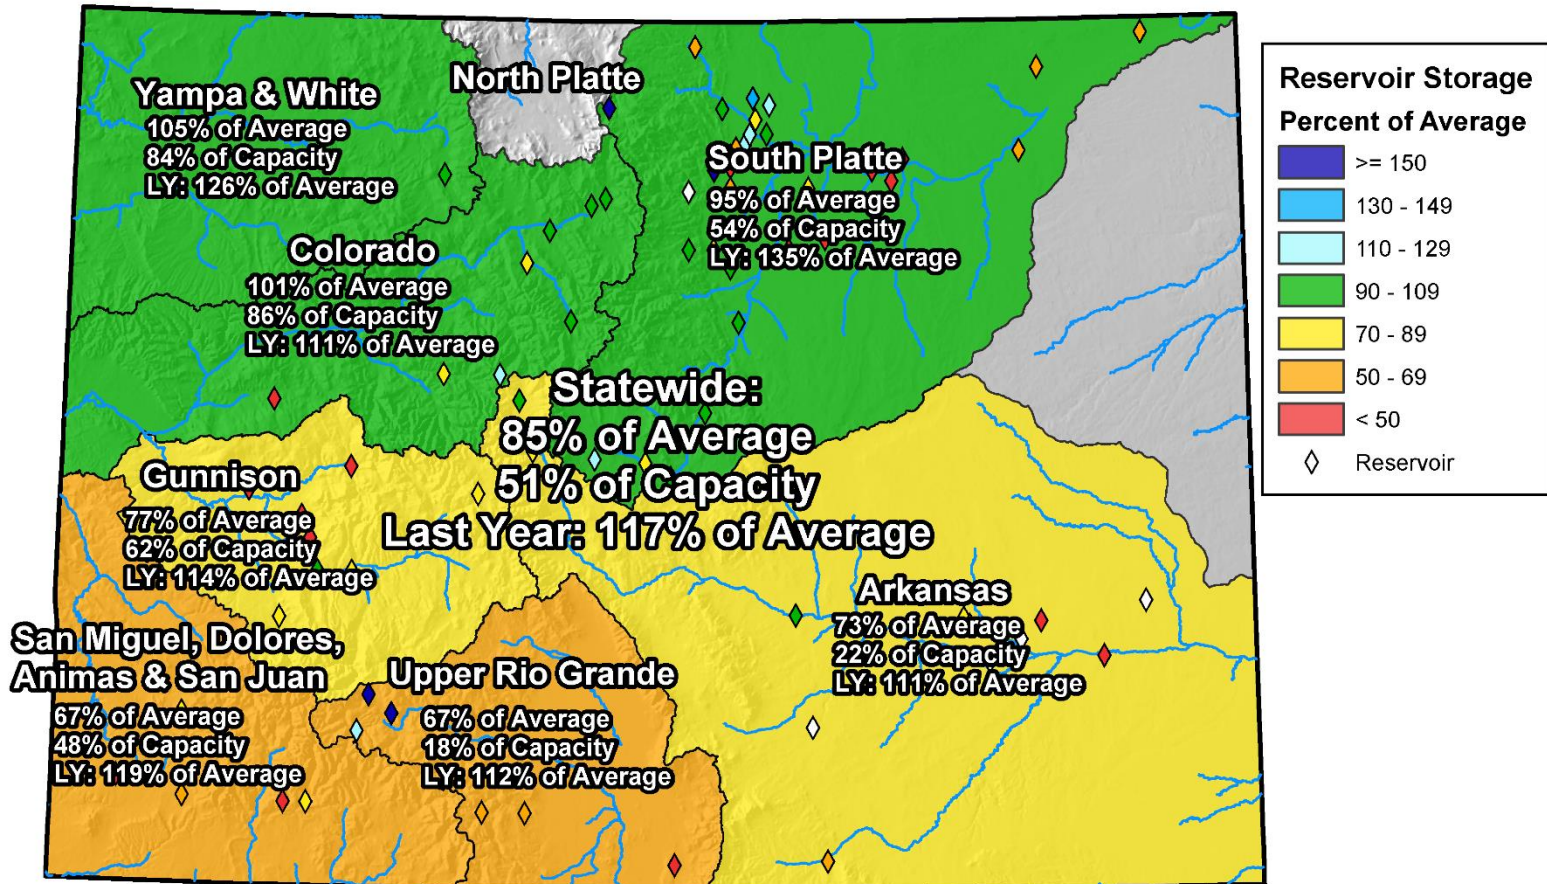 North Platte
Yampa & White
105% of Average
84% of Capacity
LY: 126% of Average
South Platte
95% of Average
54% of Capacity
LY: 135% of Average
Colorado
101% of Average
86% of Capacity
LY: 111% of Average
Statewide:
85% of Average
51% of Capacity
Last Year: 117% of Average
Gunnison
77% of Average
62% of Capacity
LY: 114% of Average
Arkansas
73% of Average
22% of Capacity
LY: 111% of Average
San Miguel, Dolores,
Animas & San Juan
67% of Average
48% of Capacity
LY: 119% of Average
Upper Rio Grande
67% of Average
18% of Capacity
LY: 112% of Average
Reservoir Storage
Percent of Average
>= 150
130 - 149
110 - 129
90 - 109
70 - 89
50 - 69
< 50
Reservoir